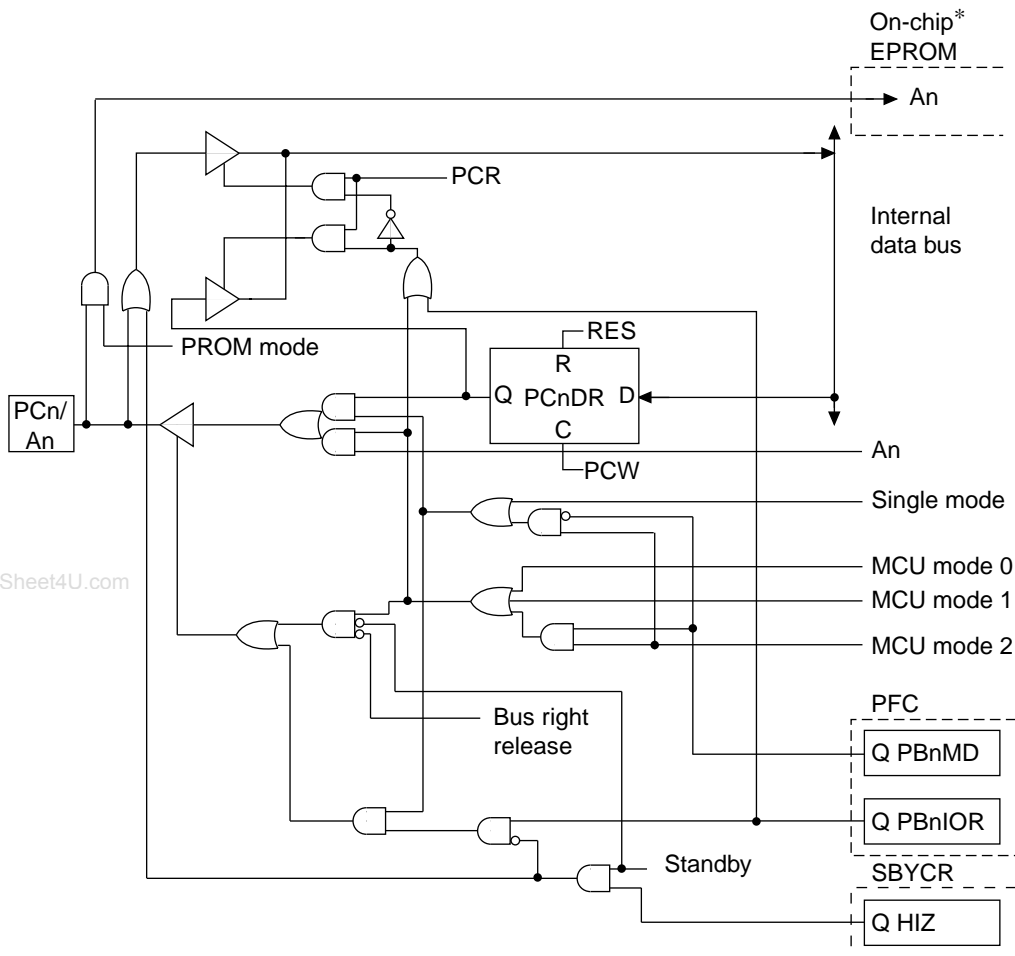 On-chip*
EPROM
An
PCR
Internal
data bus
PROM mode
RES
R
Q PCnDR D
C
PCW
PCn/
An
An
Single mode
Sheet4U.com
MCU mode 0
MCU mode 1
MCU mode 2
Bus right
release
PFC
Q PBnMD
Q PBnIOR
Standby
SBYCR
Q HIZ